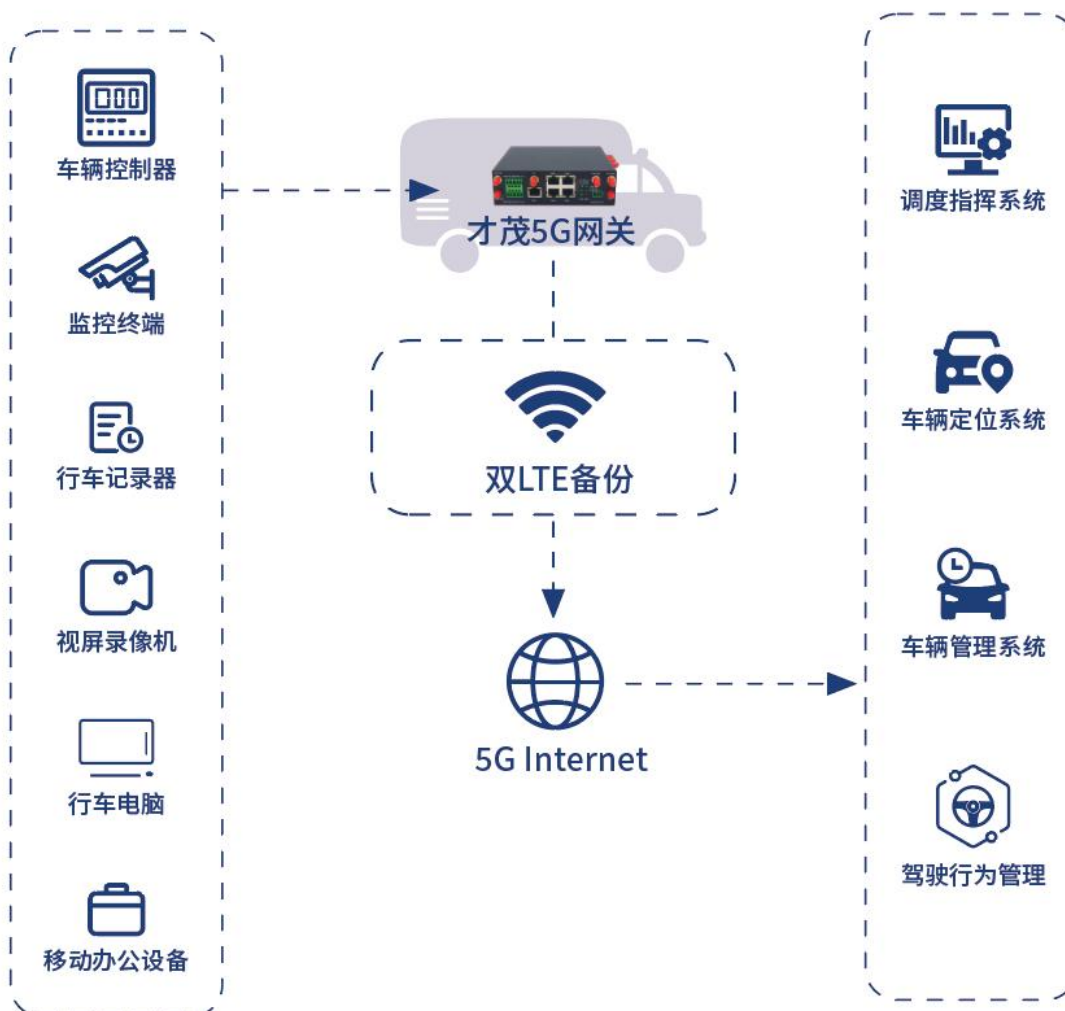 车辆控制器
监控终端
行车记录器
视屏录像机
行车电脑
移动办公设备
才茂5G网关
双LTE备份
5G Internet
调度指挥系统
车辆定位系统
车辆管理系统
驾驶行为管理